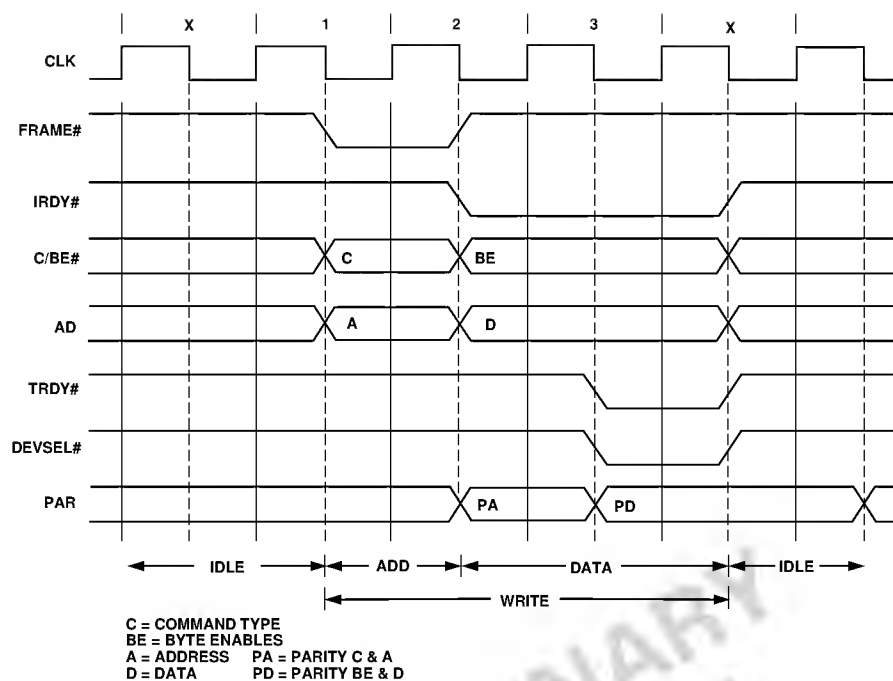 X 1 2 3 X
CLK
FRAME#
IRDY#
C/BE# C BE
AD A D
TRDY#
DEVSEL#
PAR PA PD
IDLE ADD DATA IDLE
WRITE
C = COMMAND TYPE
BE = BYTE ENABLES
A = ADDRESS PA = PARITY C & A
D = DATA PD = PARITY BE & D